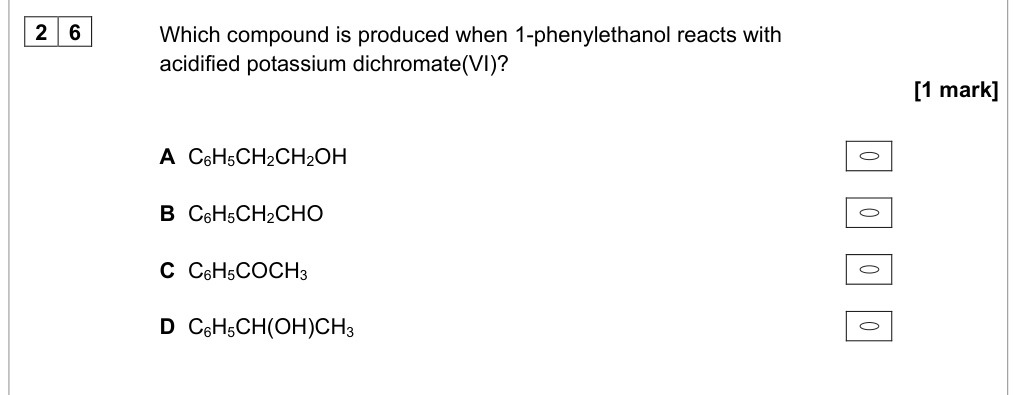 2 6 Which compound is produced when 1-phenylethanol reacts with
acidified potassium dichromate(VI)?
[1 mark]
A C₆H₅CH₂CH₂OH
B C₆H₅CH₂CHO
C C₆H₅COCH₃
D C₆H₅CH(OH)CH₃